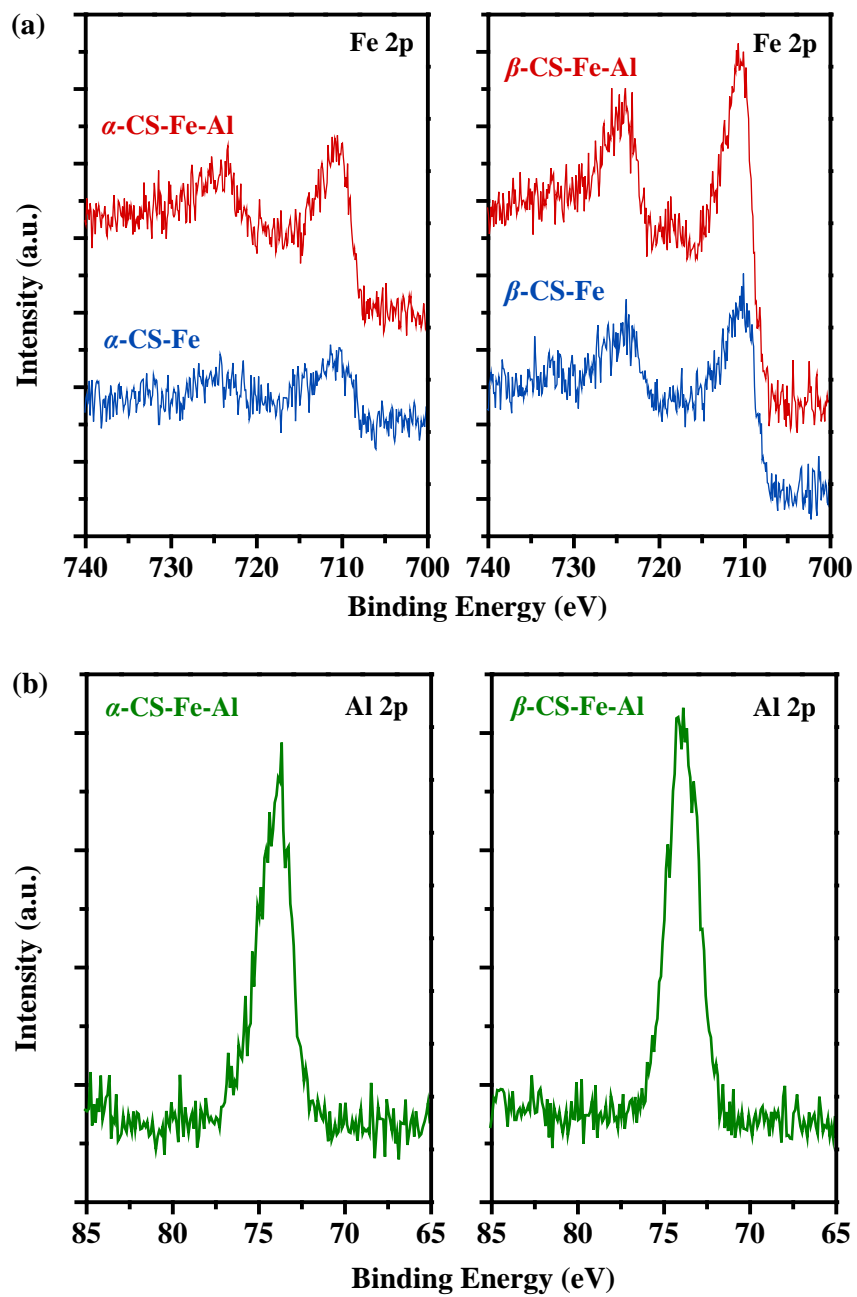 (a)
Fe 2p
Fe 2p
β-CS-Fe-Al
α-CS-Fe-Al
β-CS-Fe
α-CS-Fe
Intensity (a.u.)
740 730 720 710 700
740 730 720 710 700
Binding Energy (eV)
(b)
α-CS-Fe-Al Al 2p
β-CS-Fe-Al Al 2p
Intensity (a.u.)
85 80 75 70 65
85 80 75 70 65
Binding Energy (eV)